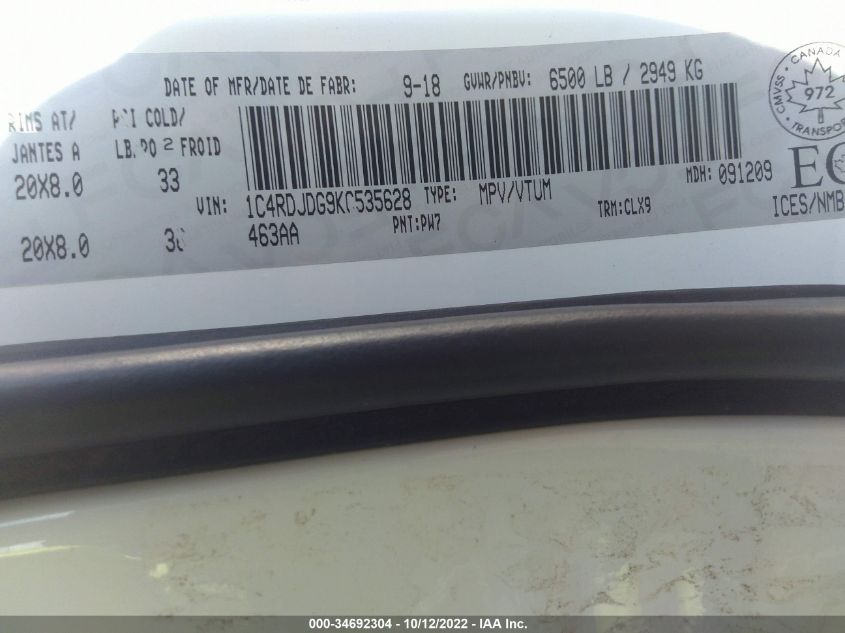 DATE OF MFR/DATE DE FABR: 9-18 GVWR/PNBV: 6500 LB / 2949 KG
RIMS AT/ COLD/
JANTES A FROID
20X8.0 33
VIN: TYPE: MPV/VTUM MDH: 091209
463AA PNT:PW7 TRM:CLX9
20X8.0
CMVSS CANADA
972
TRANSPORT
ICES/NMB
000-34692304 - 10/12/2022 - IAA Inc.